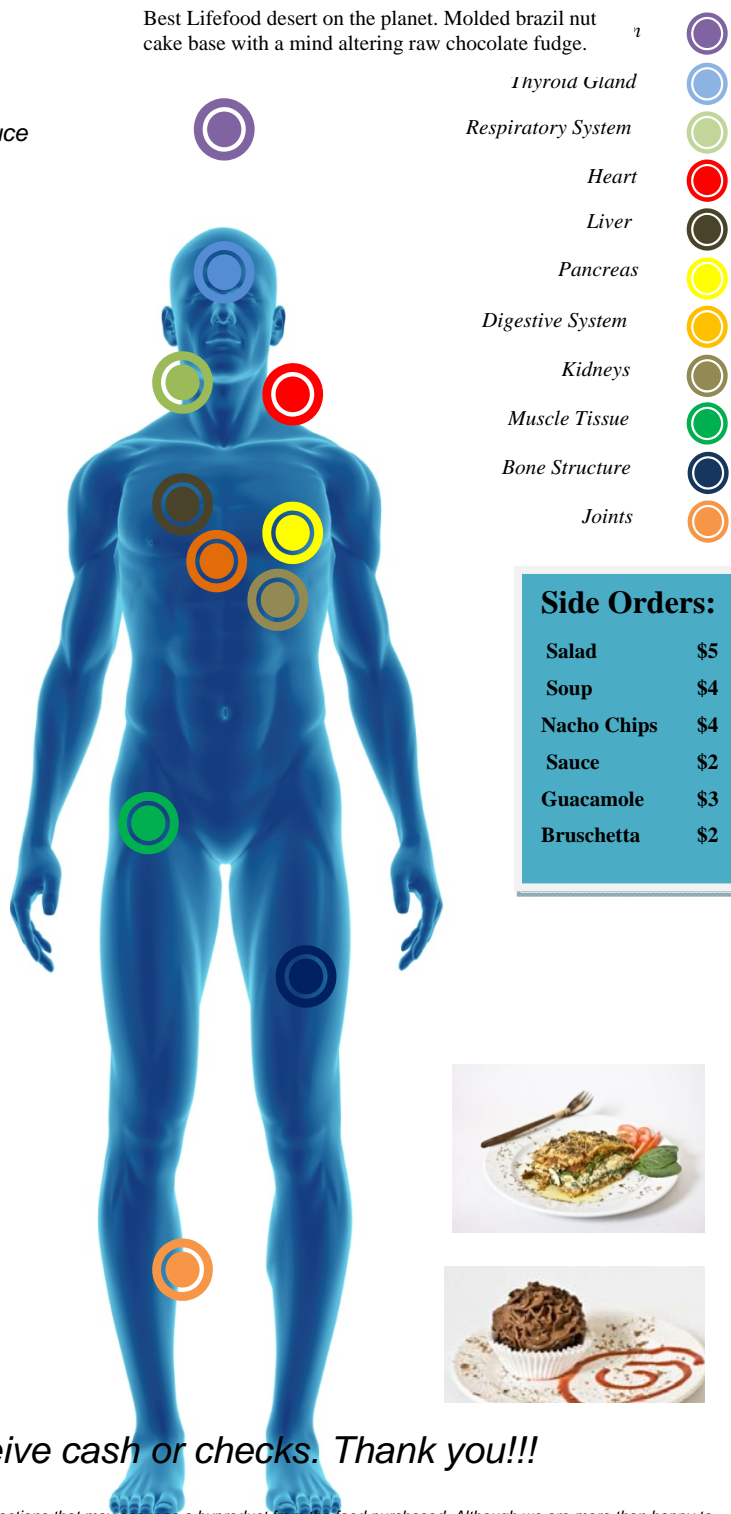 Best Lifefood desert on the planet. Molded brazil nut
cake base with a mind altering raw chocolate fudge.
Thyroid Gland
Respiratory System
Heart
Liver
Pancreas
Digestive System
Kidneys
Muscle Tissue
Bone Structure
Joints
Side Orders:
Salad $5
Soup $4
Nacho Chips $4
Sauce $2
Guacamole $3
Bruschetta $2
cash or checks. Thank you!!!